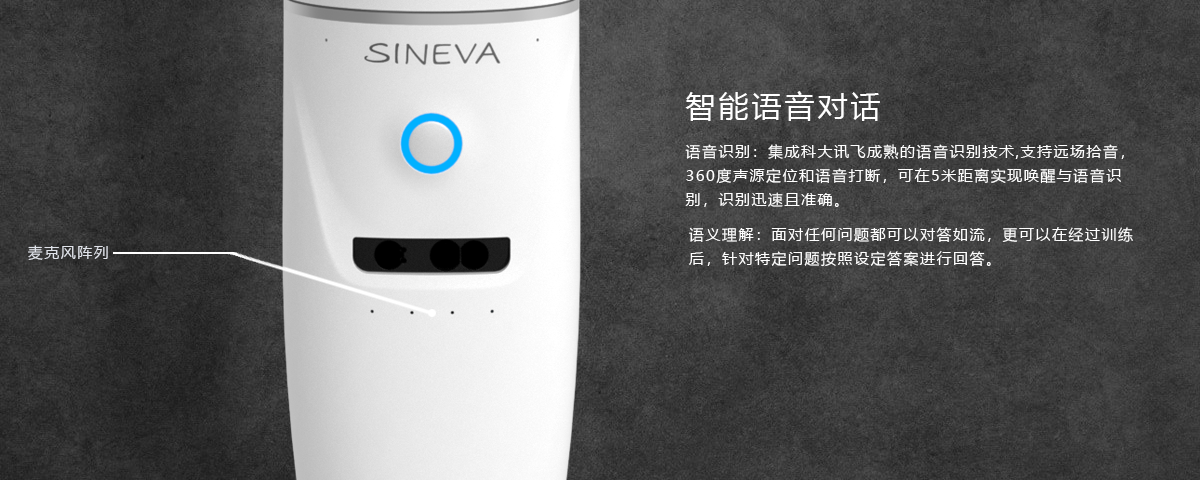 SINEVA
智能语音对话
语音识别：集成科大讯飞成熟的语音识别技术,支持远场拾音，
360度声源定位和语音打断，可在5米距离实现唤醒与语音识
别，识别迅速且准确。
语义理解：面对任何问题都可以对答如流，更可以在经过训练
后，针对特定问题按照设定答案进行回答。
麦克风阵列